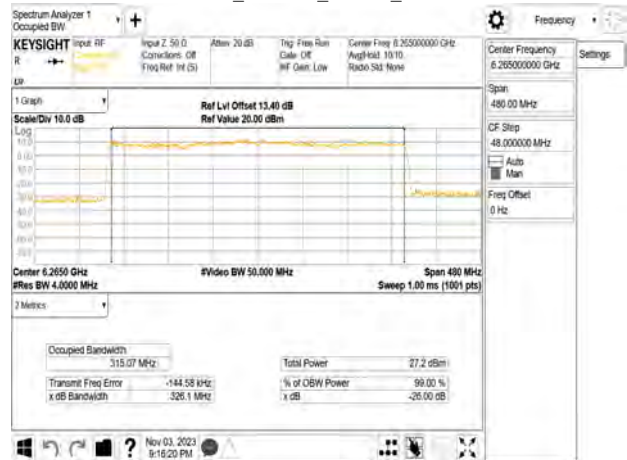 Spectrum Analyzer 1
Occupied BW
Frequency
KEYSIGHT
Input: RF
R
Input Z: 50 Ω
Corrections: Off
Freq Ref: Int (S)
Atten: 20 dB
Trig: Free Run
Gate: Off
#IF Gain: Low
Center Freq: 6.265000000 GHz
Avg|Hold: 10/10
Radio Std: None
Center Frequency
6.265000000 GHz
Settings
Span
480.00 MHz
CF Step
48.000000 MHz
Auto
Man
Freq Offset
0 Hz
1 Graph
Scale/Div 10.0 dB
Ref Lvl Offset 13.40 dB
Ref Value 20.00 dBm
Log
10.0
0.00
Center 6.2650 GHz
#Res BW 4.0000 MHz
#Video BW 50.000 MHz
Span 480 MHz
Sweep 1.00 ms (1001 pts)
2 Metrics
Occupied Bandwidth
315.07 MHz
Total Power
27.2 dBm
Transmit Freq Error
-144.58 kHz
% of OBW Power
99.00 %
x dB Bandwidth
326.1 MHz
x dB
-26.00 dB
?
Nov 03, 2023
9:16:20 PM